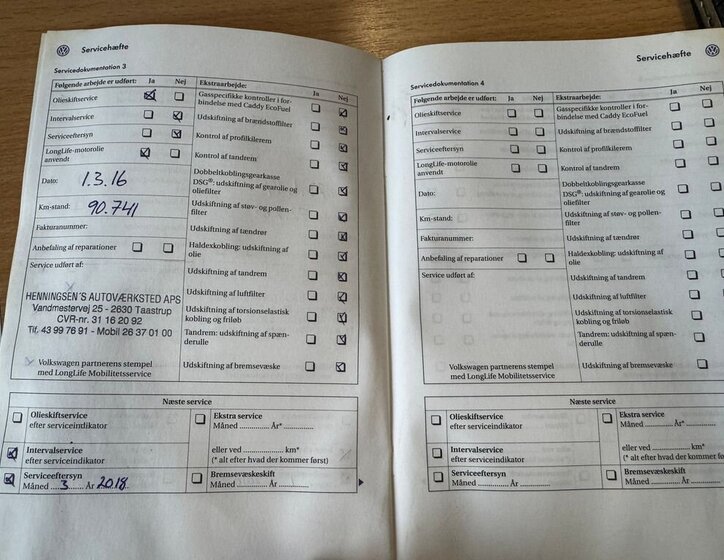 Servicehæfte
Servicedokumentation 3
Følgende arbejde er udført: Ja Nej
Olieskiftservice
Intervalservice
Serviceeftersyn
LongLife-motorolie
anvendt
Dato: 1.3.16
Km-stand: 90.741
Fakturanummer:
Anbefaling af reparationer
Service udført af:
HENNINGSEN'S AUTOVÆRKSTED APS
Vandmestervej 25 - 2630 Taastrup
CVR-nr. 31 16 20 92
Tlf. 43 99 76 91 - Mobil 26 37 01 00
Volkswagen partnerens stempel
med LongLife Mobilitetsservice
Ekstraarbejde: Ja Nej
Gasspecifikke kontroller i for-
bindelse med Caddy EcoFuel
Udskiftning af brændstoffilter
Kontrol af profilkilerem
Kontrol af tandrem
Dobbeltkoblingsgearkasse
DSG®: udskiftning af gearolie og
oliefilter
Udskiftning af støv- og pollen-
filter
Udskiftning af tændrør
Haldexkobling: udskiftning af
olie
Udskiftning af tandrem
Udskiftning af luftfilter
Udskiftning af torsionselastisk
kobling og friløb
Tandrem: udskiftning af spæn-
derulle
Udskiftning af bremsevæske
Næste service
Olieskiftservice
efter serviceindikator
Intervalservice
efter serviceindikator
Serviceeftersyn
Måned 3 År 2018
Ekstra service
Måned År*
eller ved km*
(* alt efter hvad der kommer først)
Bremsevæskeskift
Måned År
Servicehæfte
Servicedokumentation 4
Følgende arbejde er udført: Ja Nej
Olieskiftservice
Intervalservice
Serviceeftersyn
LongLife-motorolie
anvendt
Dato:
Km-stand:
Fakturanummer:
Anbefaling af reparationer
Service udført af:
Volkswagen partnerens stempel
med LongLife Mobilitetsservice
Ekstraarbejde: Ja Nej
Gasspecifikke kontroller i for-
bindelse med Caddy EcoFuel
Udskiftning af brændstoffilter
Kontrol af profilkilerem
Kontrol af tandrem
Dobbeltkoblingsgearkasse
DSG®: udskiftning af gearolie og
oliefilter
Udskiftning af støv- og pollen-
filter
Udskiftning af tændrør
Haldexkobling: udskiftning af
olie
Udskiftning af tandrem
Udskiftning af luftfilter
Udskiftning af torsionselastisk
kobling og friløb
Tandrem: udskiftning af spæn-
derulle
Udskiftning af bremsevæske
Næste service
Olieskiftservice
efter serviceindikator
Intervalservice
efter serviceindikator
Serviceeftersyn
Måned År
Ekstra service
Måned År*
eller ved km*
(* alt efter hvad der kommer først)
Bremsevæskeskift
Måned År